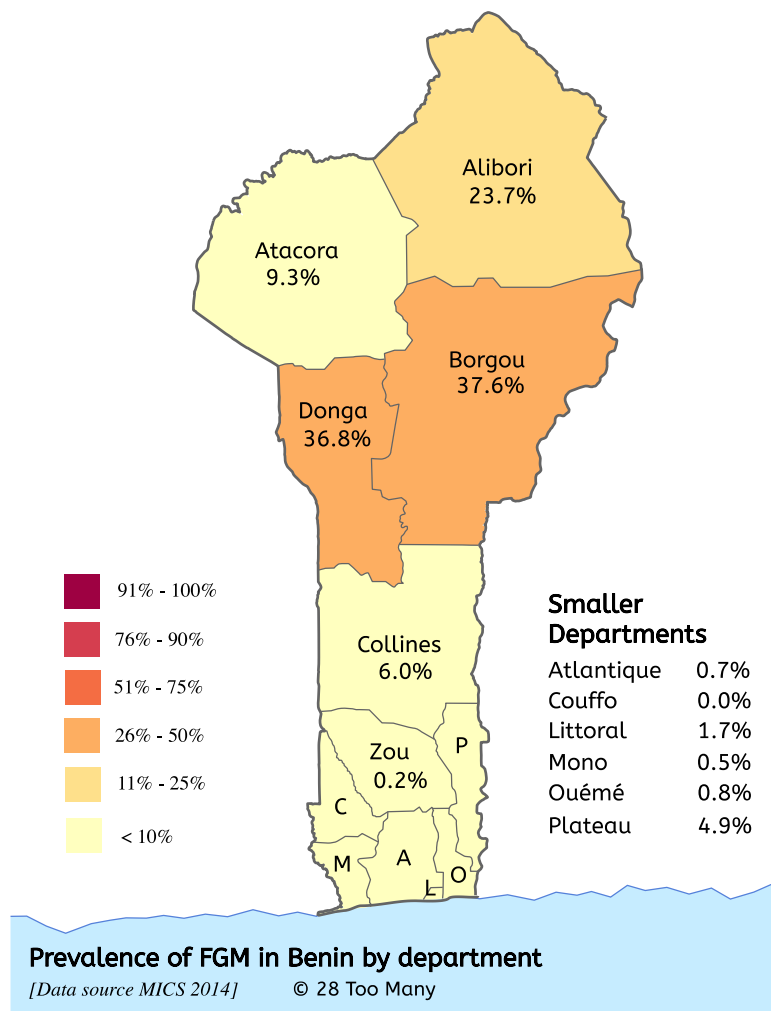 Alibori
23.7%
Atacora
9.3%
Borgou
37.6%
Donga
36.8%
Collines
6.0%
Zou
0.2%
P
C
M
A
L
O
91% - 100%
76% - 90%
51% - 75%
26% - 50%
11% - 25%
< 10%
Smaller
Departments
Atlantique 0.7%
Couffo 0.0%
Littoral 1.7%
Mono 0.5%
Ouémé 0.8%
Plateau 4.9%
Prevalence of FGM in Benin by department
[Data source MICS 2014] © 28 Too Many